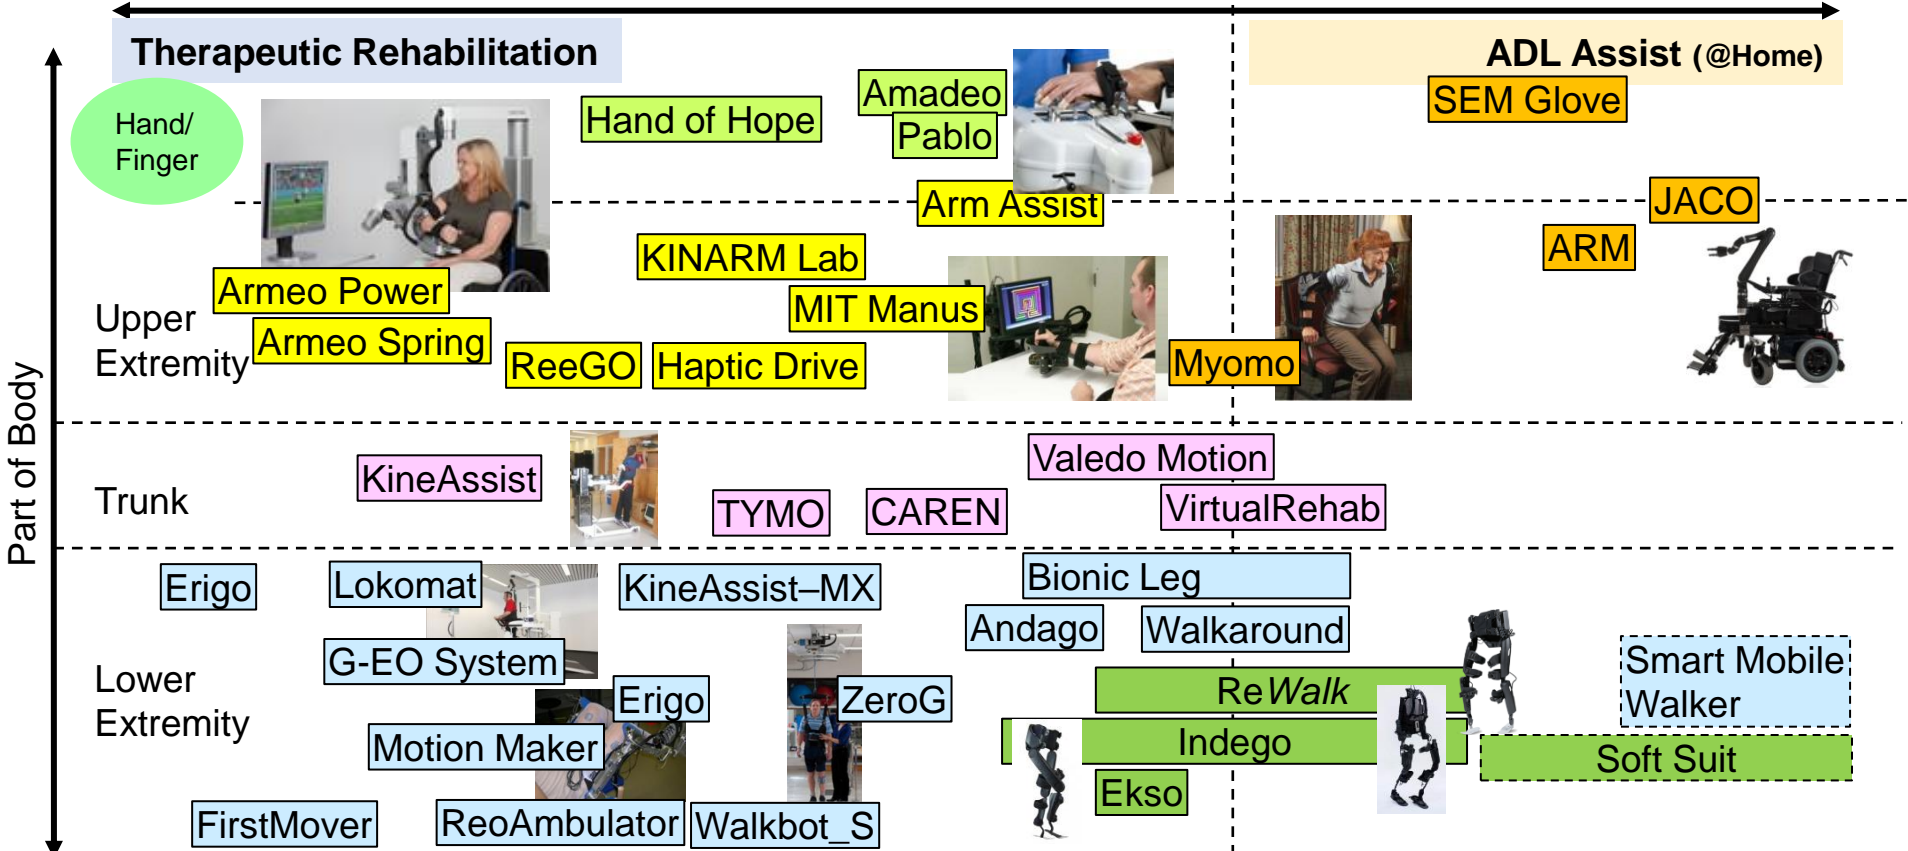 Therapeutic Rehabilitation
ADL Assist (@Home)
Hand/
Finger
Hand of Hope
Amadeo
Pablo
SEM Glove
Arm Assist
JACO
KINARM Lab
ARM
Armeo Power
MIT Manus
Upper
Extremity
Armeo Spring
ReeGO
Haptic Drive
Myomo
Part of Body
Trunk
KineAssist
TYMO
CAREN
Valedo Motion
VirtualRehab
Erigo
Lokomat
KineAssist–MX
Bionic Leg
Andago
Walkaround
G-EO System
Lower
Extremity
Erigo
ZeroG
ReWalk
Smart Mobile
Walker
Motion Maker
Indego
Soft Suit
Ekso
FirstMover
ReoAmbulator
Walkbot_S